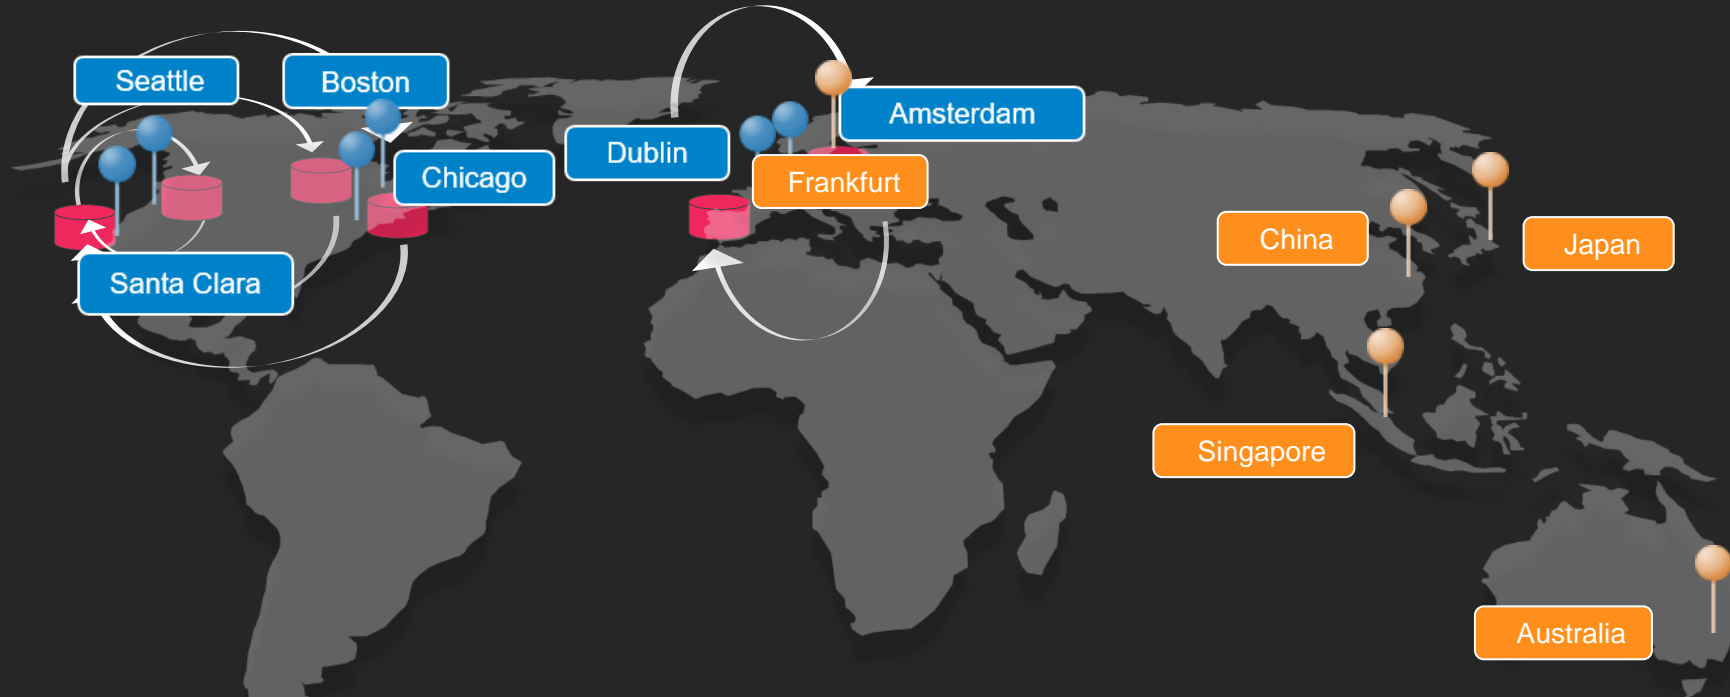 Seattle
Boston
Amsterdam
Dublin
Chicago
Frankfurt
China
Japan
Santa Clara
Singapore
Australia